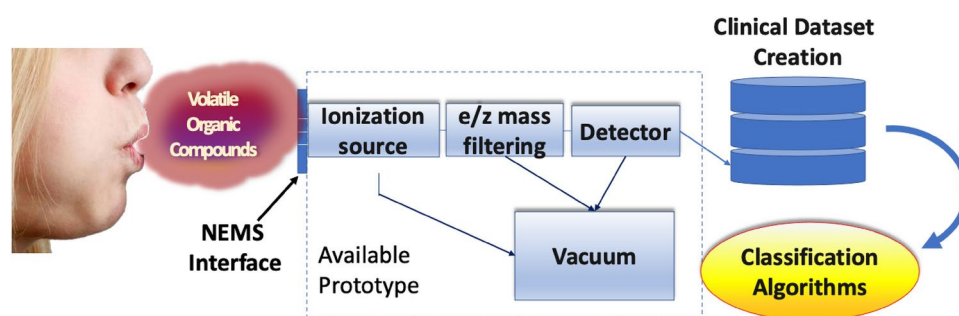 Clinical Dataset
Creation
Volatile
Organic
Compounds
Ionization
source
e/z mass
filtering
Detector
NEMS
Interface
Available
Prototype
Vacuum
Classification
Algorithms